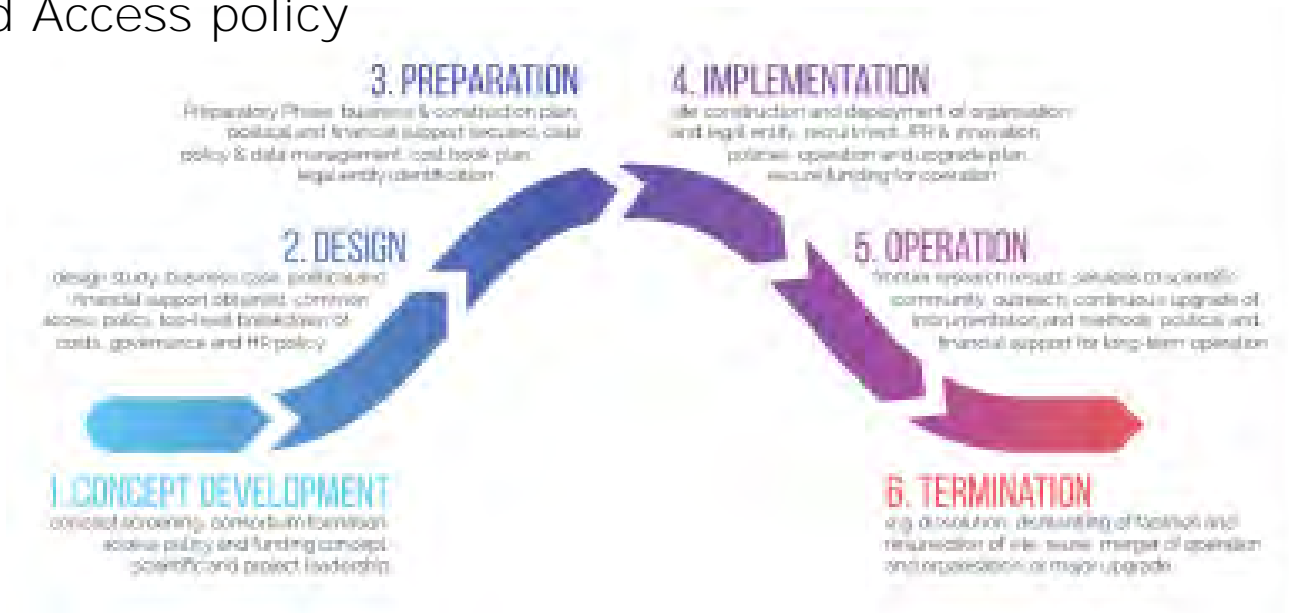 d Access policy
3. PREPARATION
Preparatory Phase, business & construction plan,
political and financial support secured, data
policy & data management, cost book plan,
legal entity identification
4. IMPLEMENTATION
site construction and deployment of organisation
and legal entity, recruitment, IPR & innovation
policies, operation and upgrade plan,
secure funding for operation
2. DESIGN
design study, business case, political and
financial support obtained, common
access policy, top-level breakdown of
costs, governance and HR policy
5. OPERATION
frontier research results, services to scientific
community, outreach, continuous upgrade of
instrumentation and methods, political and
financial support for long-term operation
1. CONCEPT DEVELOPMENT
concept screening, consortium formation
access policy and funding concept,
scientific and project leadership
6. TERMINATION
e.g. dissolution, dismantling of facilities and
resurrection of site, reuse, merger of operation
and organisation, or major upgrade